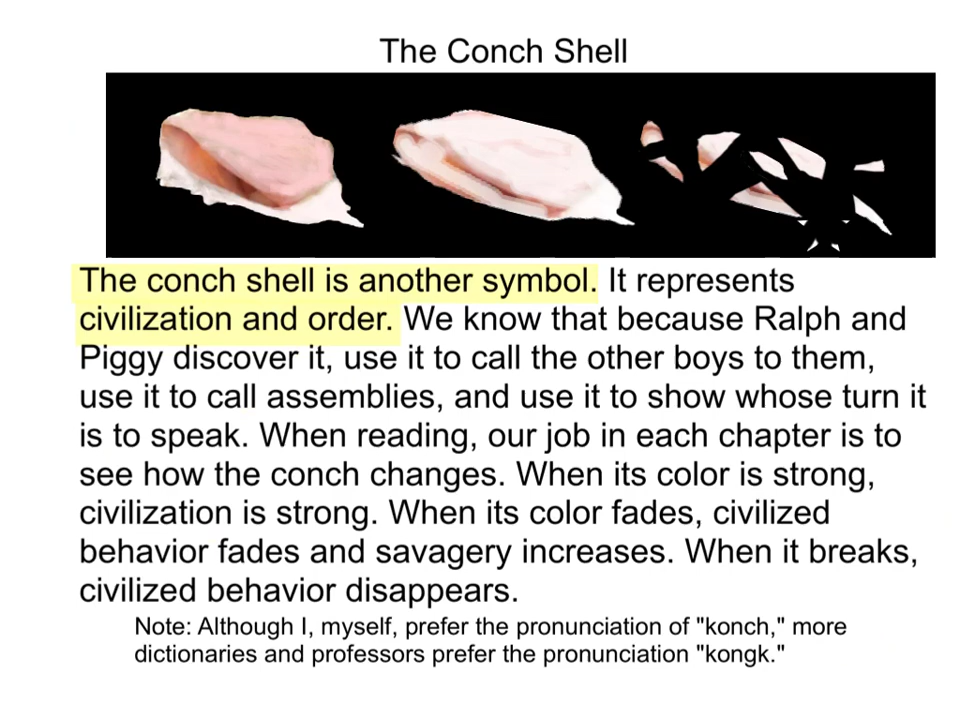 The Conch Shell
The conch shell is another symbol. It represents
civilization and order. We know that because Ralph and
Piggy discover it, use it to call the other boys to them,
use it to call assemblies, and use it to show whose turn it
is to speak. When reading, our job in each chapter is to
see how the conch changes. When its color is strong,
civilization is strong. When its color fades, civilized
behavior fades and savagery increases. When it breaks,
civilized behavior disappears.
Note: Although I, myself, prefer the pronunciation of "konch," more
dictionaries and professors prefer the pronunciation "kongk."